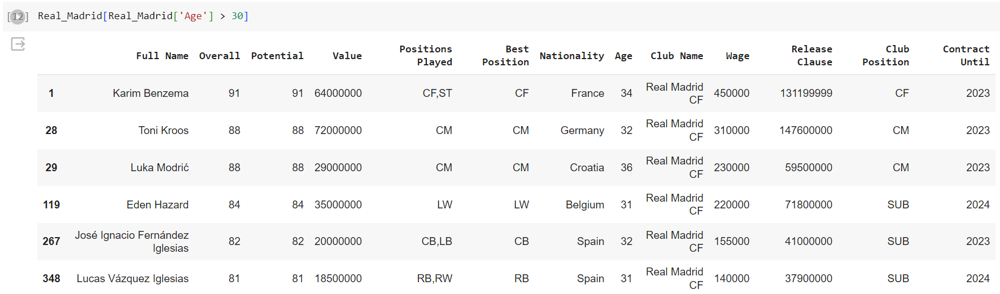 [12] Real_Madrid[Real_Madrid['Age'] > 30]
Full Name Overall Potential Value Positions Played Best Position Nationality Age Club Name Wage Release Clause Club Position Contract Until
1 Karim Benzema 91 91 64000000 CF,ST CF France 34 Real Madrid CF 450000 131199999 CF 2023
28 Toni Kroos 88 88 72000000 CM CM Germany 32 Real Madrid CF 310000 147600000 CM 2023
29 Luka Modrić 88 88 29000000 CM CM Croatia 36 Real Madrid CF 230000 59500000 CM 2023
119 Eden Hazard 84 84 35000000 LW LW Belgium 31 Real Madrid CF 220000 71800000 SUB 2024
267 José Ignacio Fernández Iglesias 82 82 20000000 CB,LB CB Spain 32 Real Madrid CF 155000 41000000 SUB 2023
348 Lucas Vázquez Iglesias 81 81 18500000 RB,RW RB Spain 31 Real Madrid CF 140000 37900000 SUB 2024